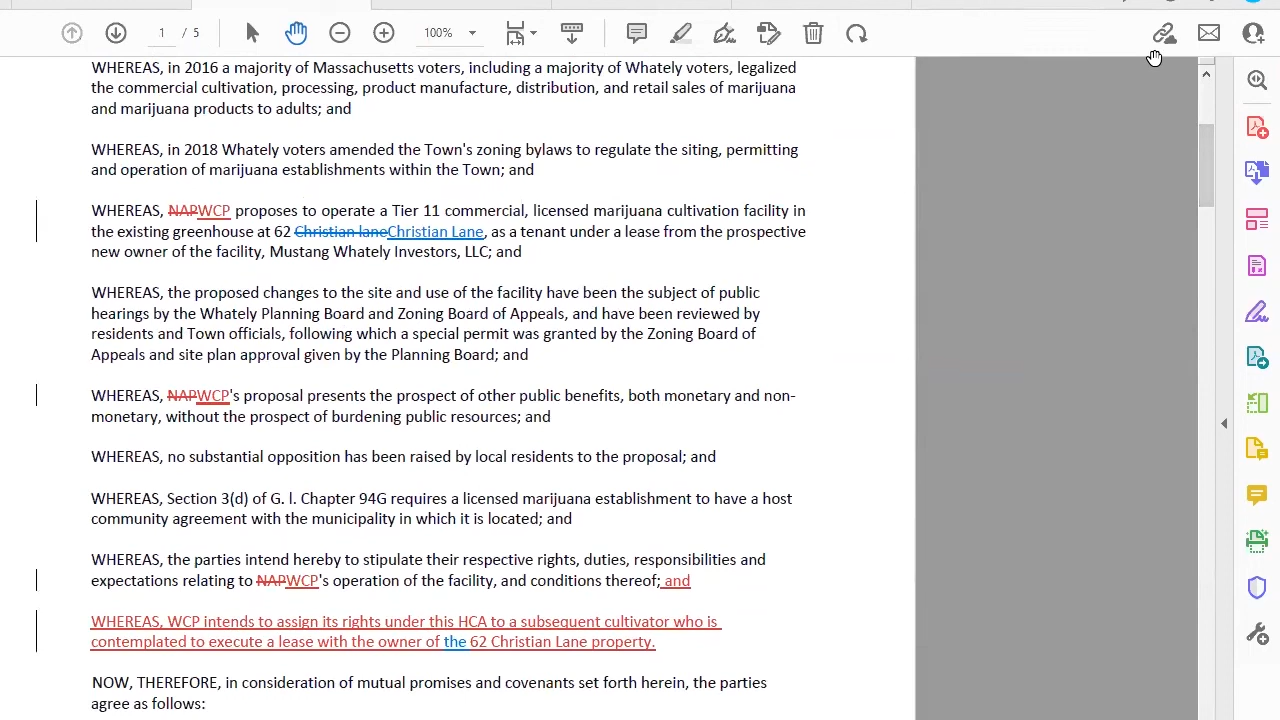 1 / 5
100%
WHEREAS, in 2016 a majority of Massachusetts voters, including a majority of Whately voters, legalized
the commercial cultivation, processing, product manufacture, distribution, and retail sales of marijuana
and marijuana products to adults; and
WHEREAS, in 2018 Whately voters amended the Town's zoning bylaws to regulate the siting, permitting
and operation of marijuana establishments within the Town; and
WHEREAS, NAPWCP proposes to operate a Tier 11 commercial, licensed marijuana cultivation facility in
the existing greenhouse at 62 Christian laneChristian Lane, as a tenant under a lease from the prospective
new owner of the facility, Mustang Whately Investors, LLC; and
WHEREAS, the proposed changes to the site and use of the facility have been the subject of public
hearings by the Whately Planning Board and Zoning Board of Appeals, and have been reviewed by
residents and Town officials, following which a special permit was granted by the Zoning Board of
Appeals and site plan approval given by the Planning Board; and
WHEREAS, NAPWCP's proposal presents the prospect of other public benefits, both monetary and non-
monetary, without the prospect of burdening public resources; and
WHEREAS, no substantial opposition has been raised by local residents to the proposal; and
WHEREAS, Section 3(d) of G. l. Chapter 94G requires a licensed marijuana establishment to have a host
community agreement with the municipality in which it is located; and
WHEREAS, the parties intend hereby to stipulate their respective rights, duties, responsibilities and
expectations relating to NAPWCP's operation of the facility, and conditions thereof; and
WHEREAS, WCP intends to assign its rights under this HCA to a subsequent cultivator who is
contemplated to execute a lease with the owner of the 62 Christian Lane property.
NOW, THEREFORE, in consideration of mutual promises and covenants set forth herein, the parties
agree as follows: